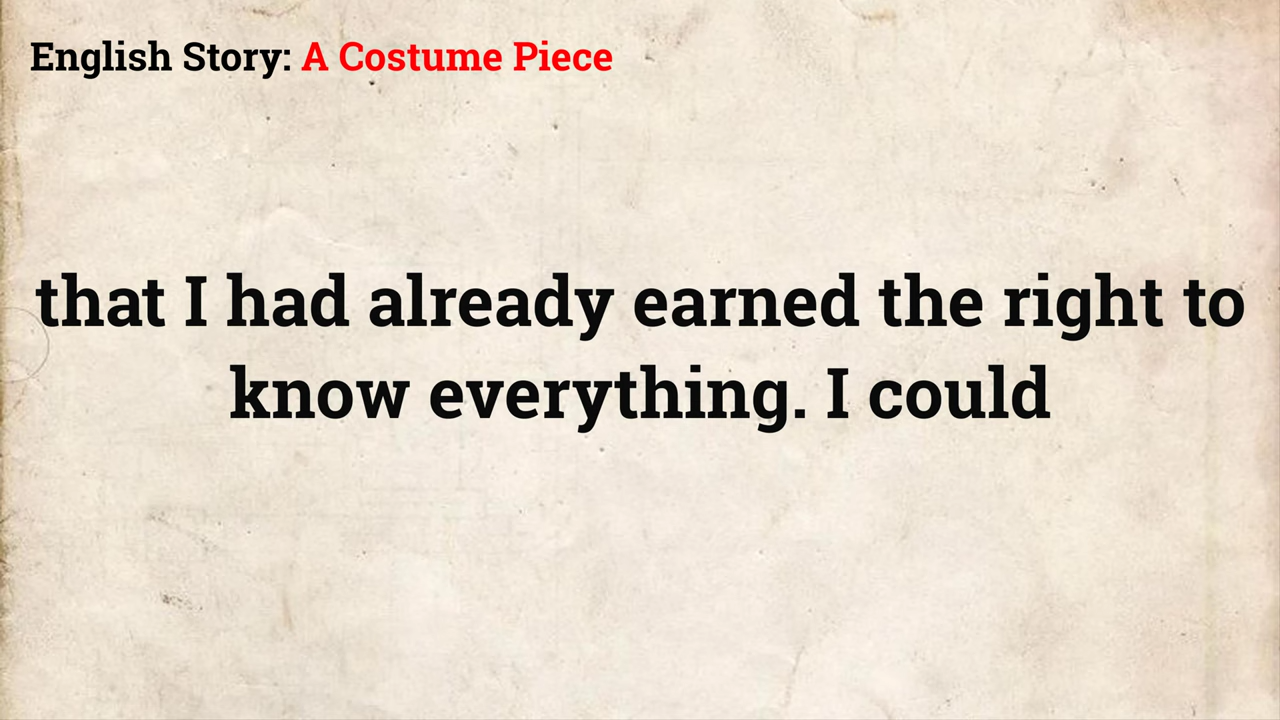 English Story: A Costume Piece
that I had already earned the right to
know everything. I could